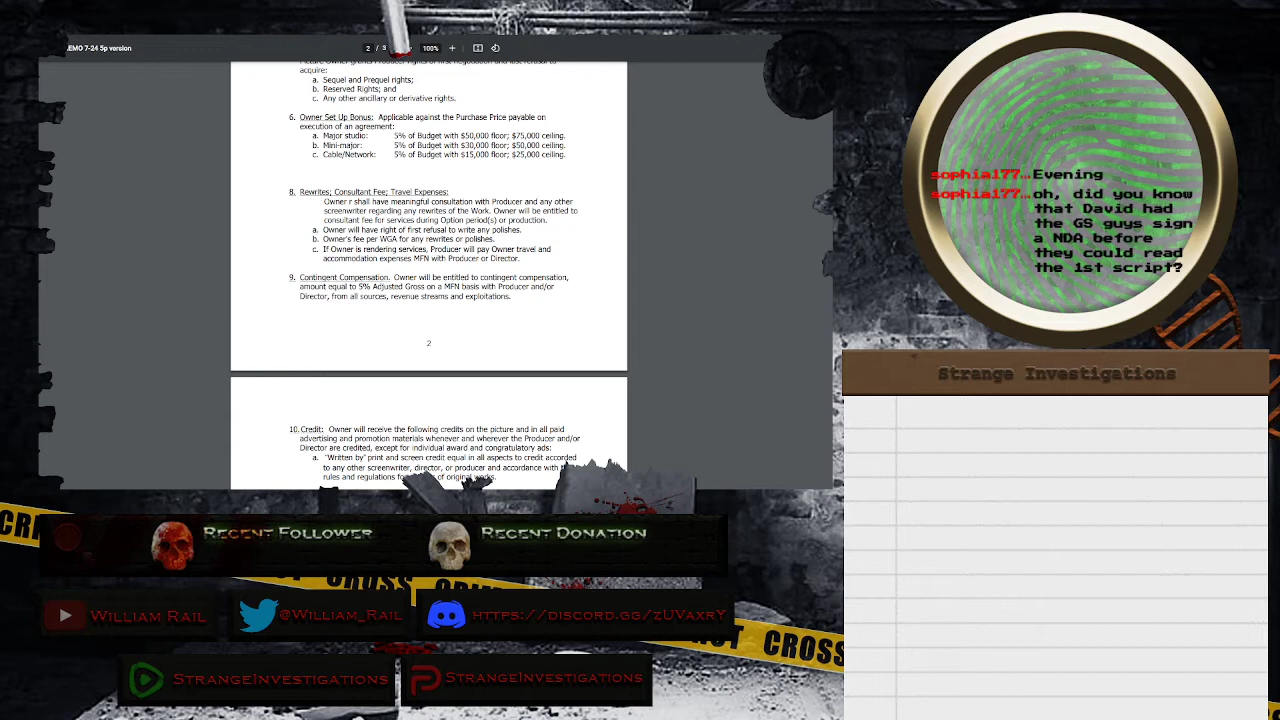 EMO 7-24 5p version
2 / 3
100%
acquire:
a. Sequel and Prequel rights;
b. Reserved Rights; and
c. Any other ancillary or derivative rights.
6. Owner Set Up Bonus: Applicable against the Purchase Price payable on
execution of an agreement:
a. Major studio: 5% of Budget with $50,000 floor; $75,000 ceiling.
b. Mini-major: 5% of Budget with $30,000 floor; $50,000 ceiling.
c. Cable/Network: 5% of Budget with $15,000 floor; $25,000 ceiling.
8. Rewrites; Consultant Fee; Travel Expenses:
Owner r shall have meaningful consultation with Producer and any other
screenwriter regarding any rewrites of the Work. Owner will be entitled to
consultant fee for services during Option period(s) or production.
a. Owner will have right of first refusal to write any polishes.
b. Owner's fee per WGA for any rewrites or polishes.
c. If Owner is rendering services, Producer will pay Owner travel and
accommodation expenses MFN with Producer or Director.
9. Contingent Compensation. Owner will be entitled to contingent compensation,
amount equal to 5% Adjusted Gross on a MFN basis with Producer and/or
Director, from all sources, revenue streams and exploitations.
2
10. Credit: Owner will receive the following credits on the picture and in all paid
advertising and promotion materials whenever and wherever the Producer and/or
Director are credited, except for individual award and congratulatory ads:
a. "Written by" print and screen credit equal in all aspects to credit accorded
to any other screenwriter, director, or producer and accordance with
rules and regulations of original works.
sophia177… Evening
sophia177… oh, did you know
that David had
the GS guys sign
a NDA before
they could read
the 1st script?
Strange Investigations
Recent Follower
Recent Donation
William Rail
@William_Rail
https://discord.gg/zUVaxrY
StrangeInvestigations
StrangeInvestigations
CROSS
CROSS